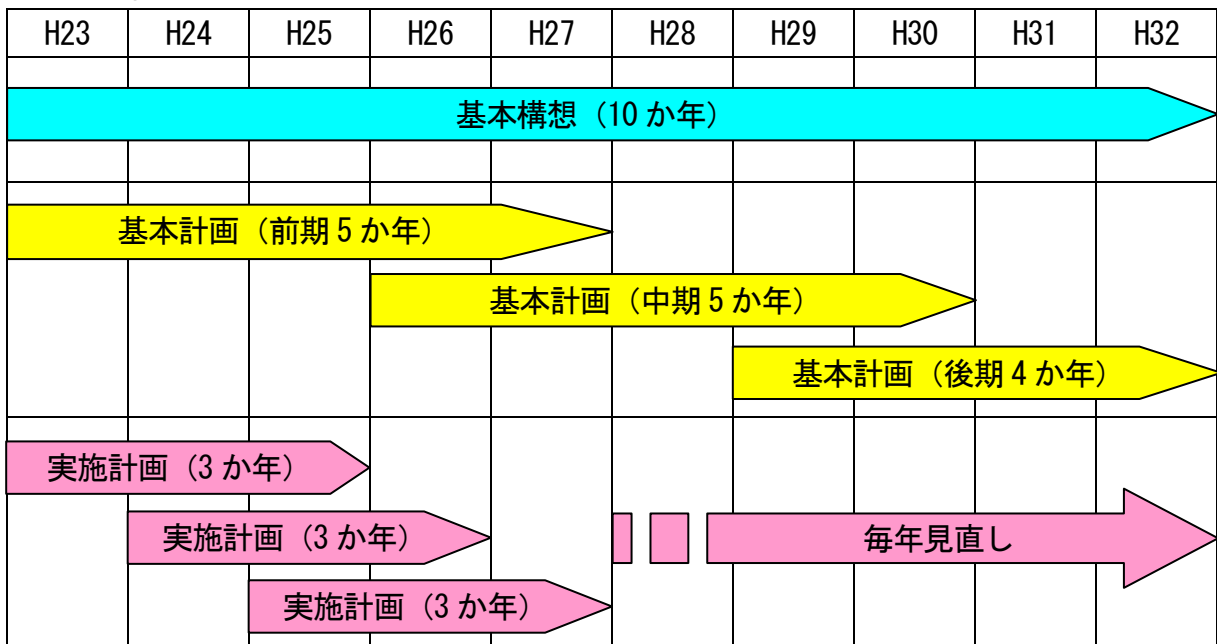 H23 H24 H25 H26 H27 H28 H29 H30 H31 H32
基本構想（10 か年）
基本計画（前期 5 か年）
基本計画（中期 5 か年）
基本計画（後期 4 か年）
実施計画（3 か年）
実施計画（3 か年）
毎年見直し
実施計画（3 か年）